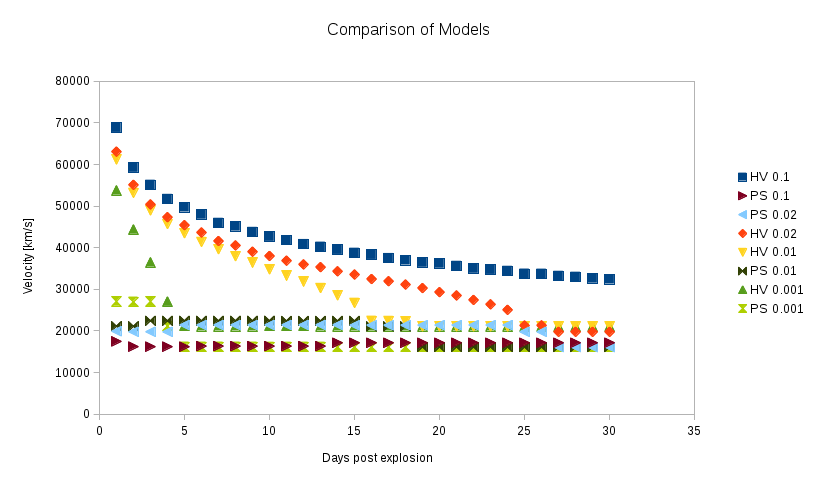 Comparison of Models
80000
70000
60000
50000
40000
30000
20000
10000
0
Velocity [km/s]
0 5 10 15 20 25 30 35
Days post explosion
HV 0.1
PS 0.1
PS 0.02
HV 0.02
HV 0.01
PS 0.01
HV 0.001
PS 0.001